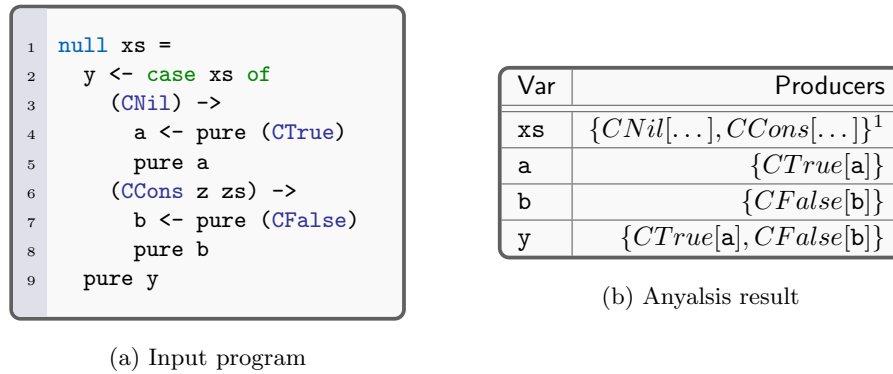 1 null xs =
2 y <- case xs of
3 (CNil) ->
4 a <- pure (CTrue)
5 pure a
6 (CCons z zs) ->
7 b <- pure (CFalse)
8 pure b
9 pure y
(a) Input program
Var Producers
xs {CNil[...], CCons[...]}¹
a {CTrue[a]}
b {CFalse[b]}
y {CTrue[a], CFalse[b]}
(b) Anyalsis result